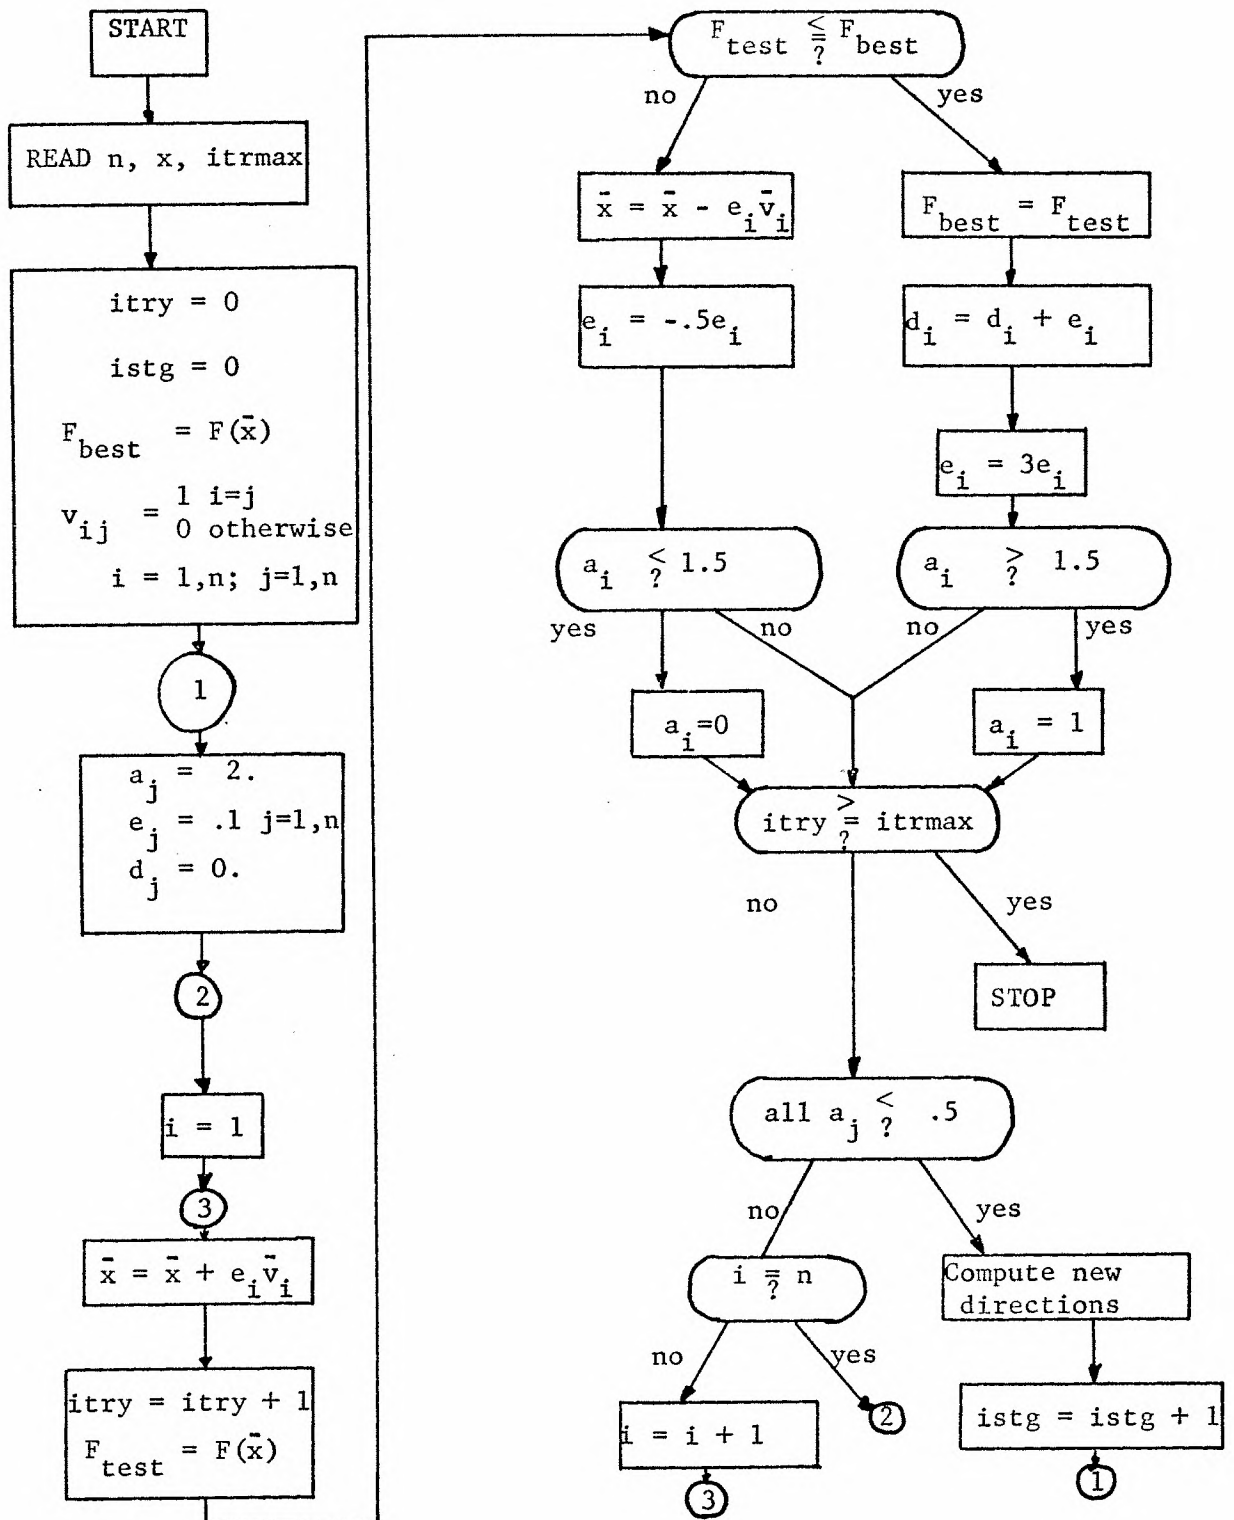 START
READ n, x, itrmax
itry = 0
istg = 0
F_best = F(x̄)
v_ij = 1 i=j
0 otherwise
i = 1,n; j=1,n
1
a_j = 2.
e_j = .1 j=1,n
d_j = 0.
2
i = 1
3
x̄ = x̄ + e_i v̄_i
itry = itry + 1
F_test = F(x̄)
F_test ≦ F_best
?
no
yes
x̄ = x̄ - e_i v̄_i
F_best = F_test
e_i = -.5e_i
d_i = d_i + e_i
e_i = 3e_i
a_i < 1.5
?
a_i > 1.5
?
yes
no
no
yes
a_i=0
a_i = 1
itry ≧ itrmax
?
no
yes
STOP
all a_j < .5
?
no
yes
i = n
?
Compute new
directions
no
yes
2
i = i + 1
istg = istg + 1
3
1